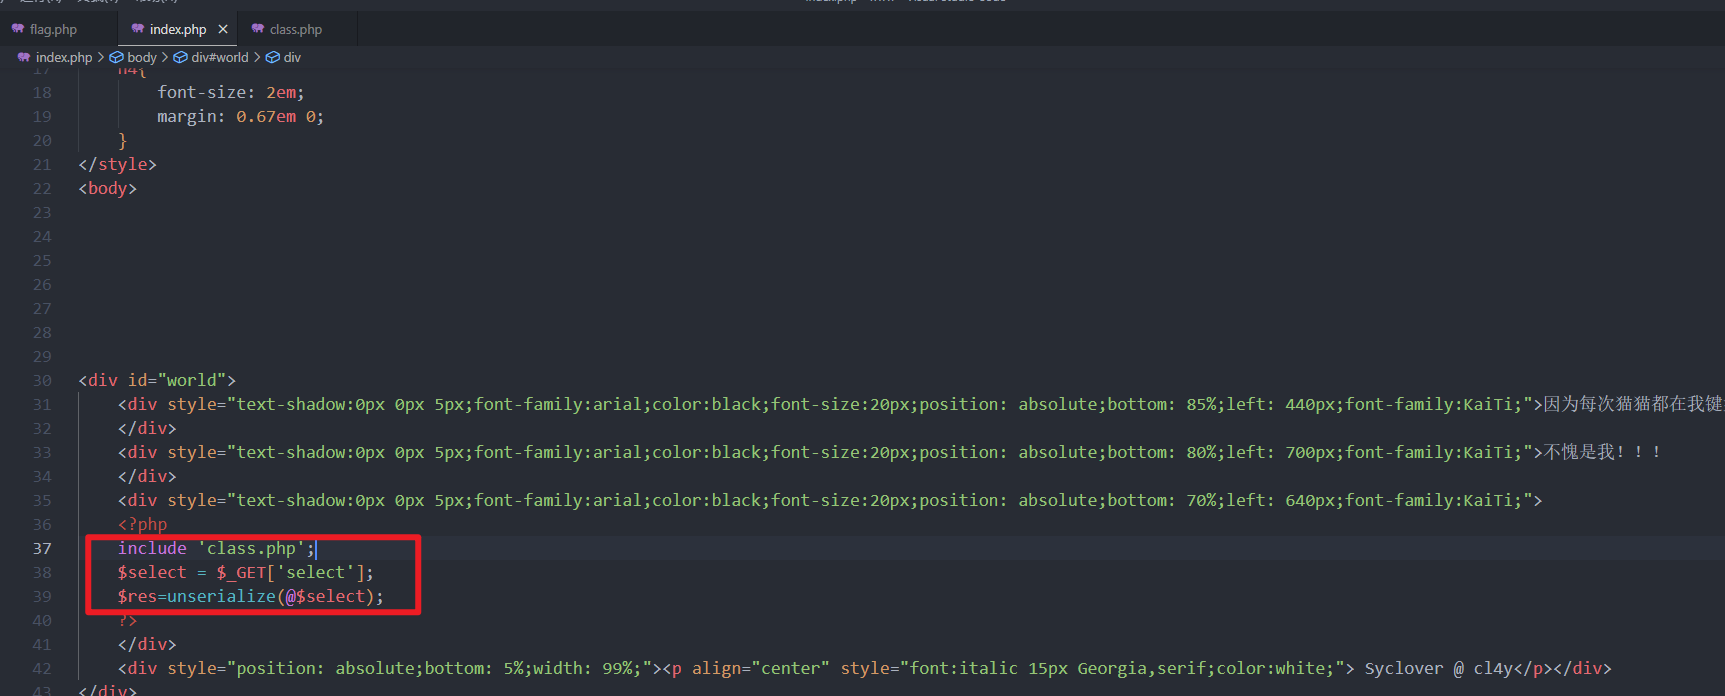 flag.php index.php × class.php
index.php > body > div#world > div
17 h4{
18 font-size: 2em;
19 margin: 0.67em 0;
20 }
21 </style>
22 <body>
23
24
25
26
27
28
29
30 <div id="world">
31 <div style="text-shadow:0px 0px 5px;font-family:arial;color:black;font-size:20px;position: absolute;bottom: 85%;left: 440px;font-family:KaiTi;">因为每次猫猫都在我键
32 </div>
33 <div style="text-shadow:0px 0px 5px;font-family:arial;color:black;font-size:20px;position: absolute;bottom: 80%;left: 700px;font-family:KaiTi;">不愧是我！！！
34 </div>
35 <div style="text-shadow:0px 0px 5px;font-family:arial;color:black;font-size:20px;position: absolute;bottom: 70%;left: 640px;font-family:KaiTi;">
36 <?php
37 include 'class.php';
38 $select = $_GET['select'];
39 $res=unserialize(@$select);
40 ?>
41 </div>
42 <div style="position: absolute;bottom: 5%;width: 99%;"><p align="center" style="font:italic 15px Georgia,serif;color:white;"> Syclover @ cl4y</p></div>
43 </div>